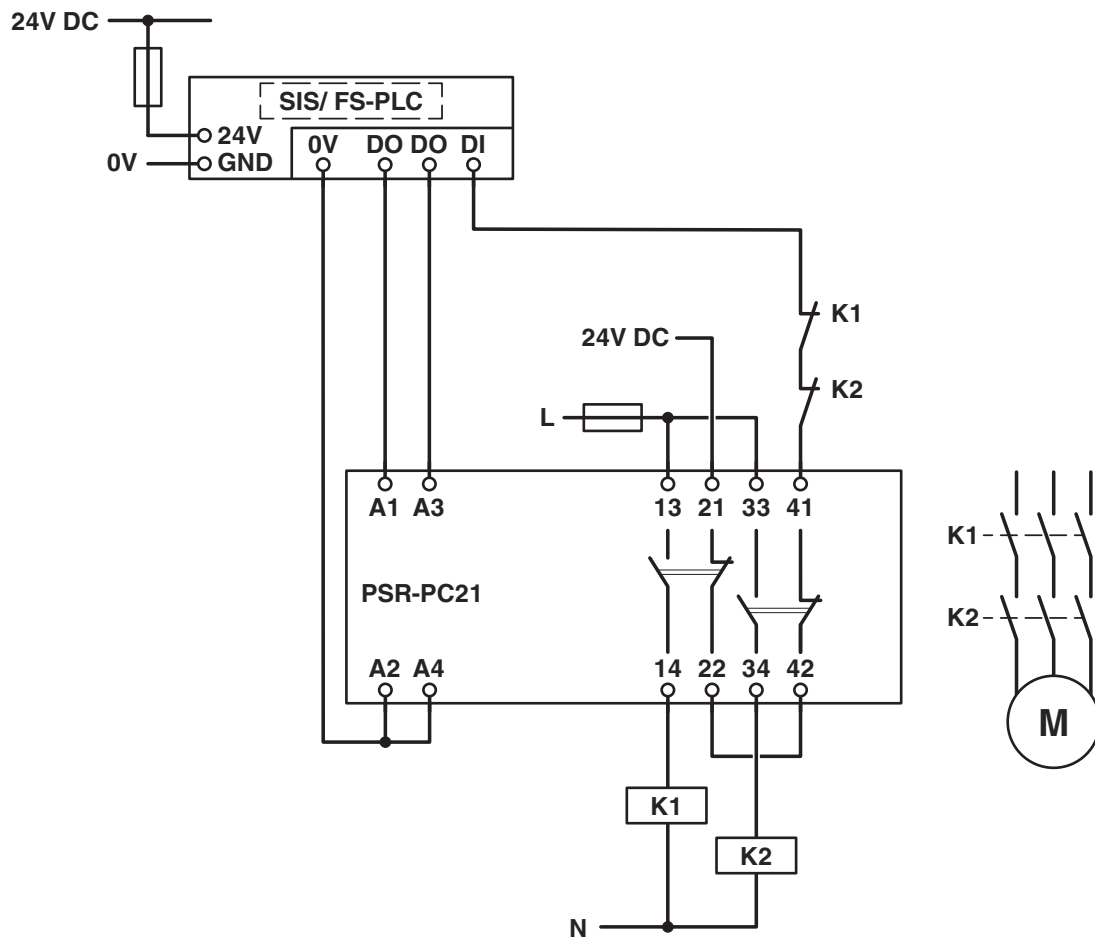 24V DC
SIS/ FS-PLC
24V
0V DO DO DI
0V
GND
K1
24V DC
K2
L
A1 A3
13 21 33 41
K1
PSR-PC21
K2
A2 A4
14 22 34 42
M
K1
K2
N